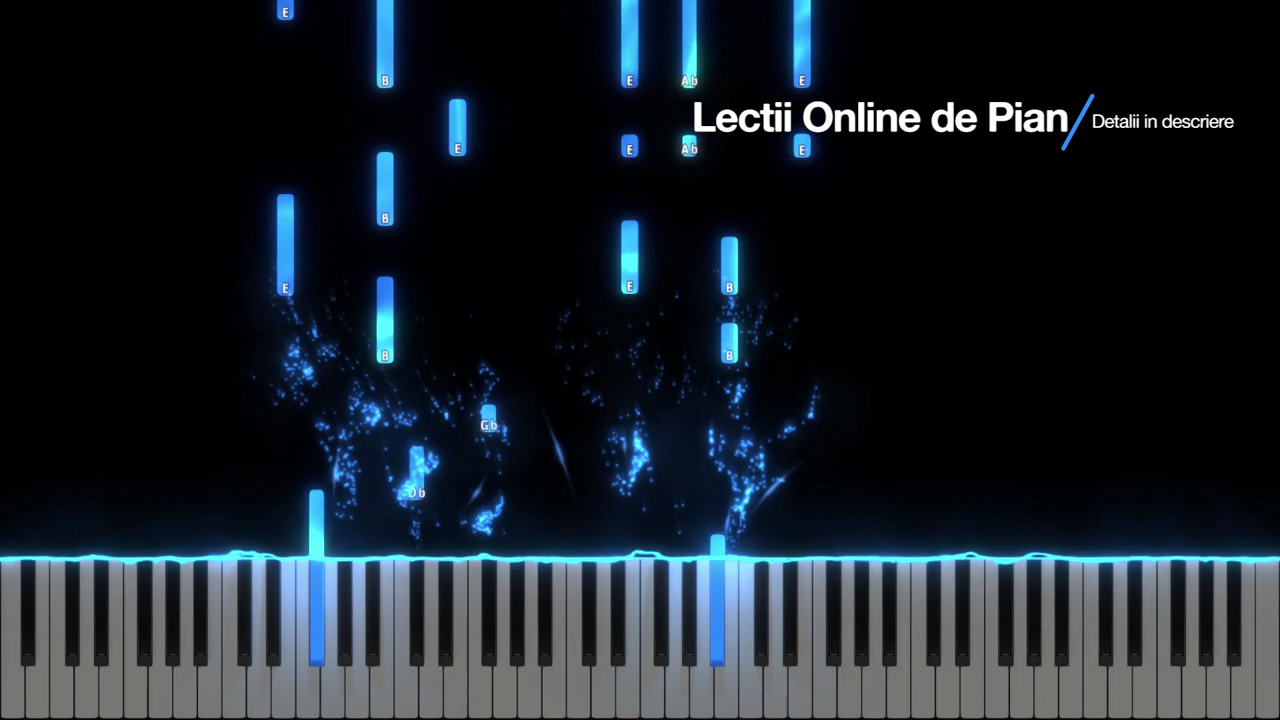 E
B E Ab E
Lectii Online de Pian Detalii in descriere
E E Ab E
B
E E B
B B
Gb
Db